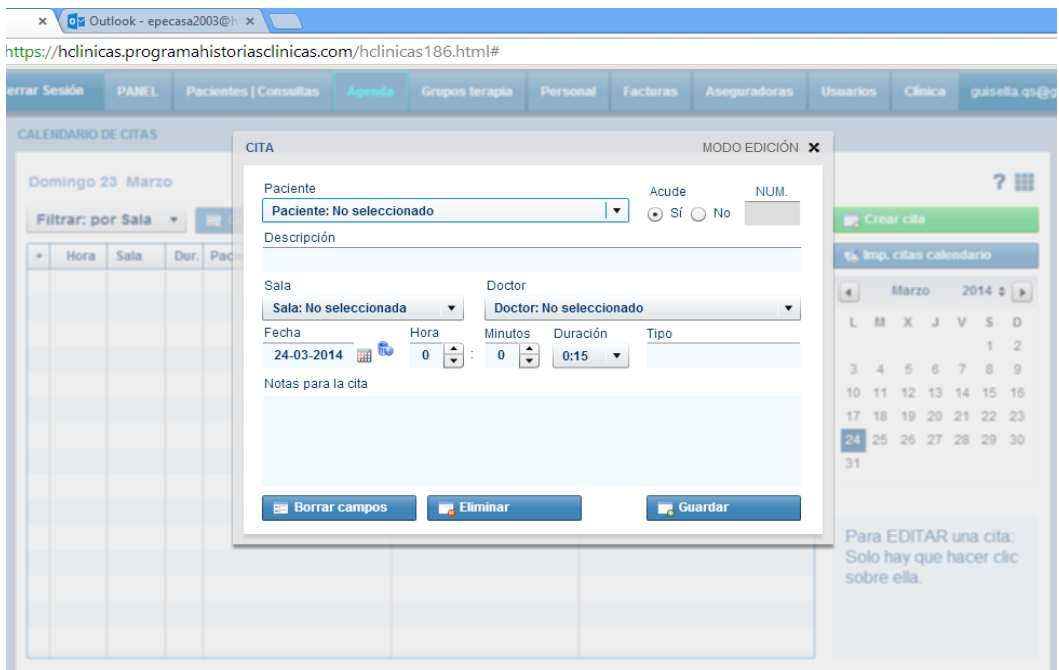 Outlook - epecasa2003@h
https://hclinicas.programahistoriasclinicas.com/hclinicas186.html#
errar Sesión PANEL Pacientes | Consultas Agenda Grupos terapia Personal Facturas Aseguradoras Usuarios Clínica guisella.qs@g
CALENDARIO DE CITAS
CITA MODO EDICIÓN
Domingo 23 Marzo ?
Paciente Acude NUM.
Paciente: No seleccionado Sí No
Filtrar: por Sala Crear cita
Descripción
+ Hora Sala Dur. Pac Imp. citas calendario
Sala Doctor
Marzo 2014
Sala: No seleccionada Doctor: No seleccionado
L M X J V S D
Fecha Hora Minutos Duración Tipo
1 2
24-03-2014 0 : 0 0:15
3 4 5 6 7 8 9
Notas para la cita
10 11 12 13 14 15 16
17 18 19 20 21 22 23
24 25 26 27 28 29 30
31
Borrar campos Eliminar Guardar
Para EDITAR una cita:
Solo hay que hacer clic
sobre ella.